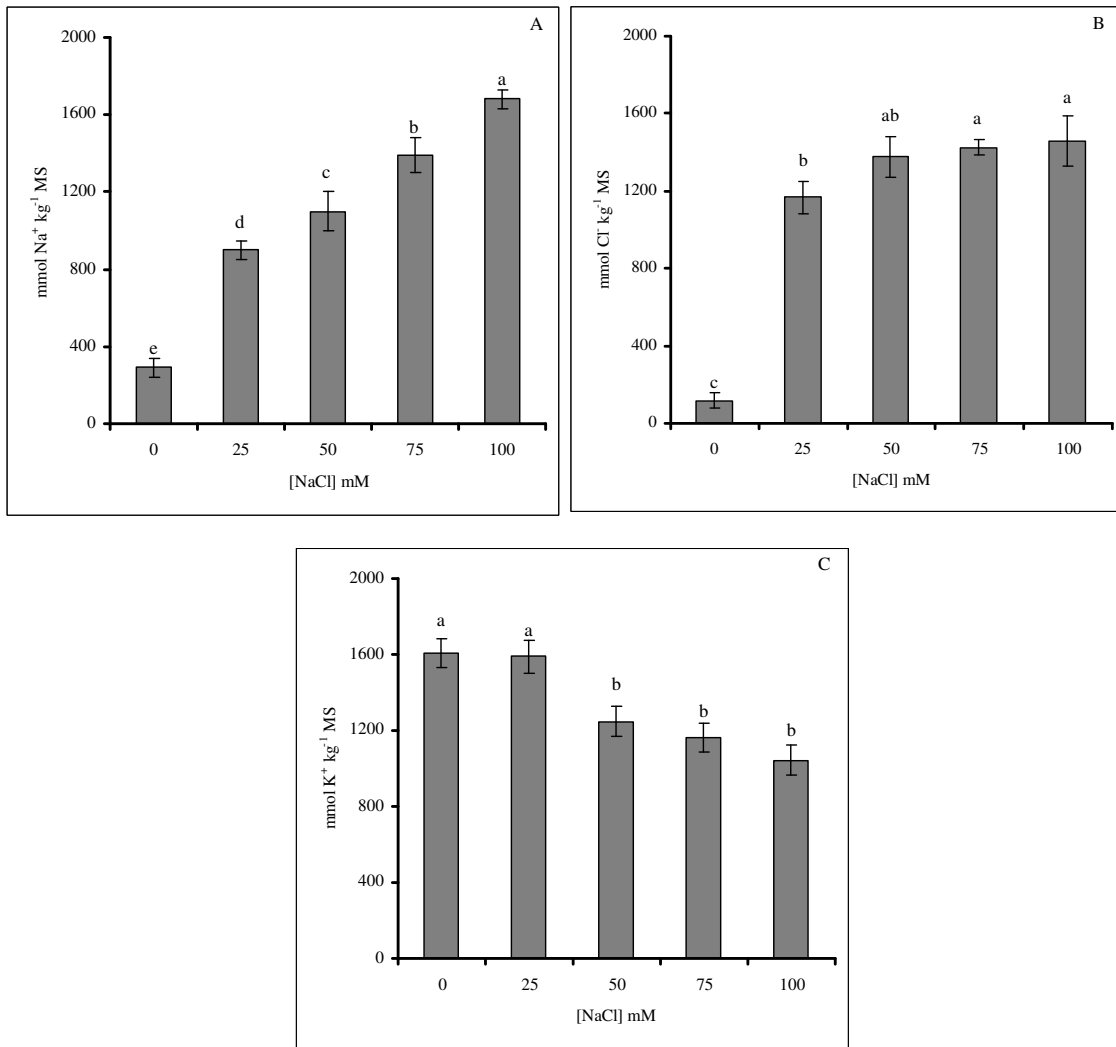 A
2000
1600
1200
800
400
0
mmol Na⁺ kg⁻¹ MS
a
b
c
d
e
0 25 50 75 100
[NaCl] mM
B
2000
1600
1200
800
400
0
mmol Cl⁻ kg⁻¹ MS
a
a
ab
b
c
0 25 50 75 100
[NaCl] mM
C
2000
1600
1200
800
400
0
mmol K⁺ kg⁻¹ MS
a a
b
b
b
0 25 50 75 100
[NaCl] mM